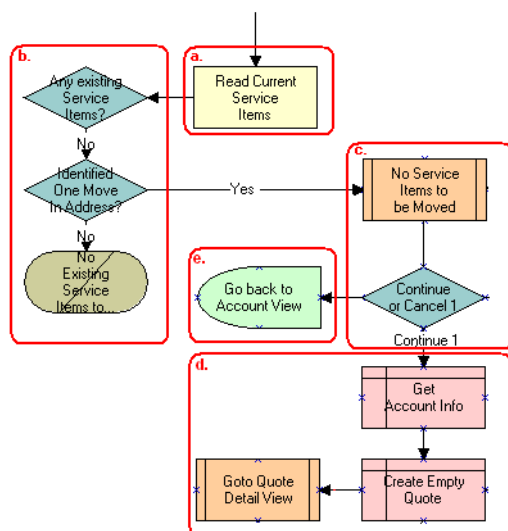 b.
a.
Any existing
Service
Items?
Read Current
Service
Items
No
c.
Identified
One Move
In Address?
Yes
No Service
Items to
be Moved
No
No
Existing
Service
Items to...
e.
Go back to
Account View
Continue
or Cancel 1
Continue 1
d.
Get
Account Info
Goto Quote
Detail View
Create Empty
Quote